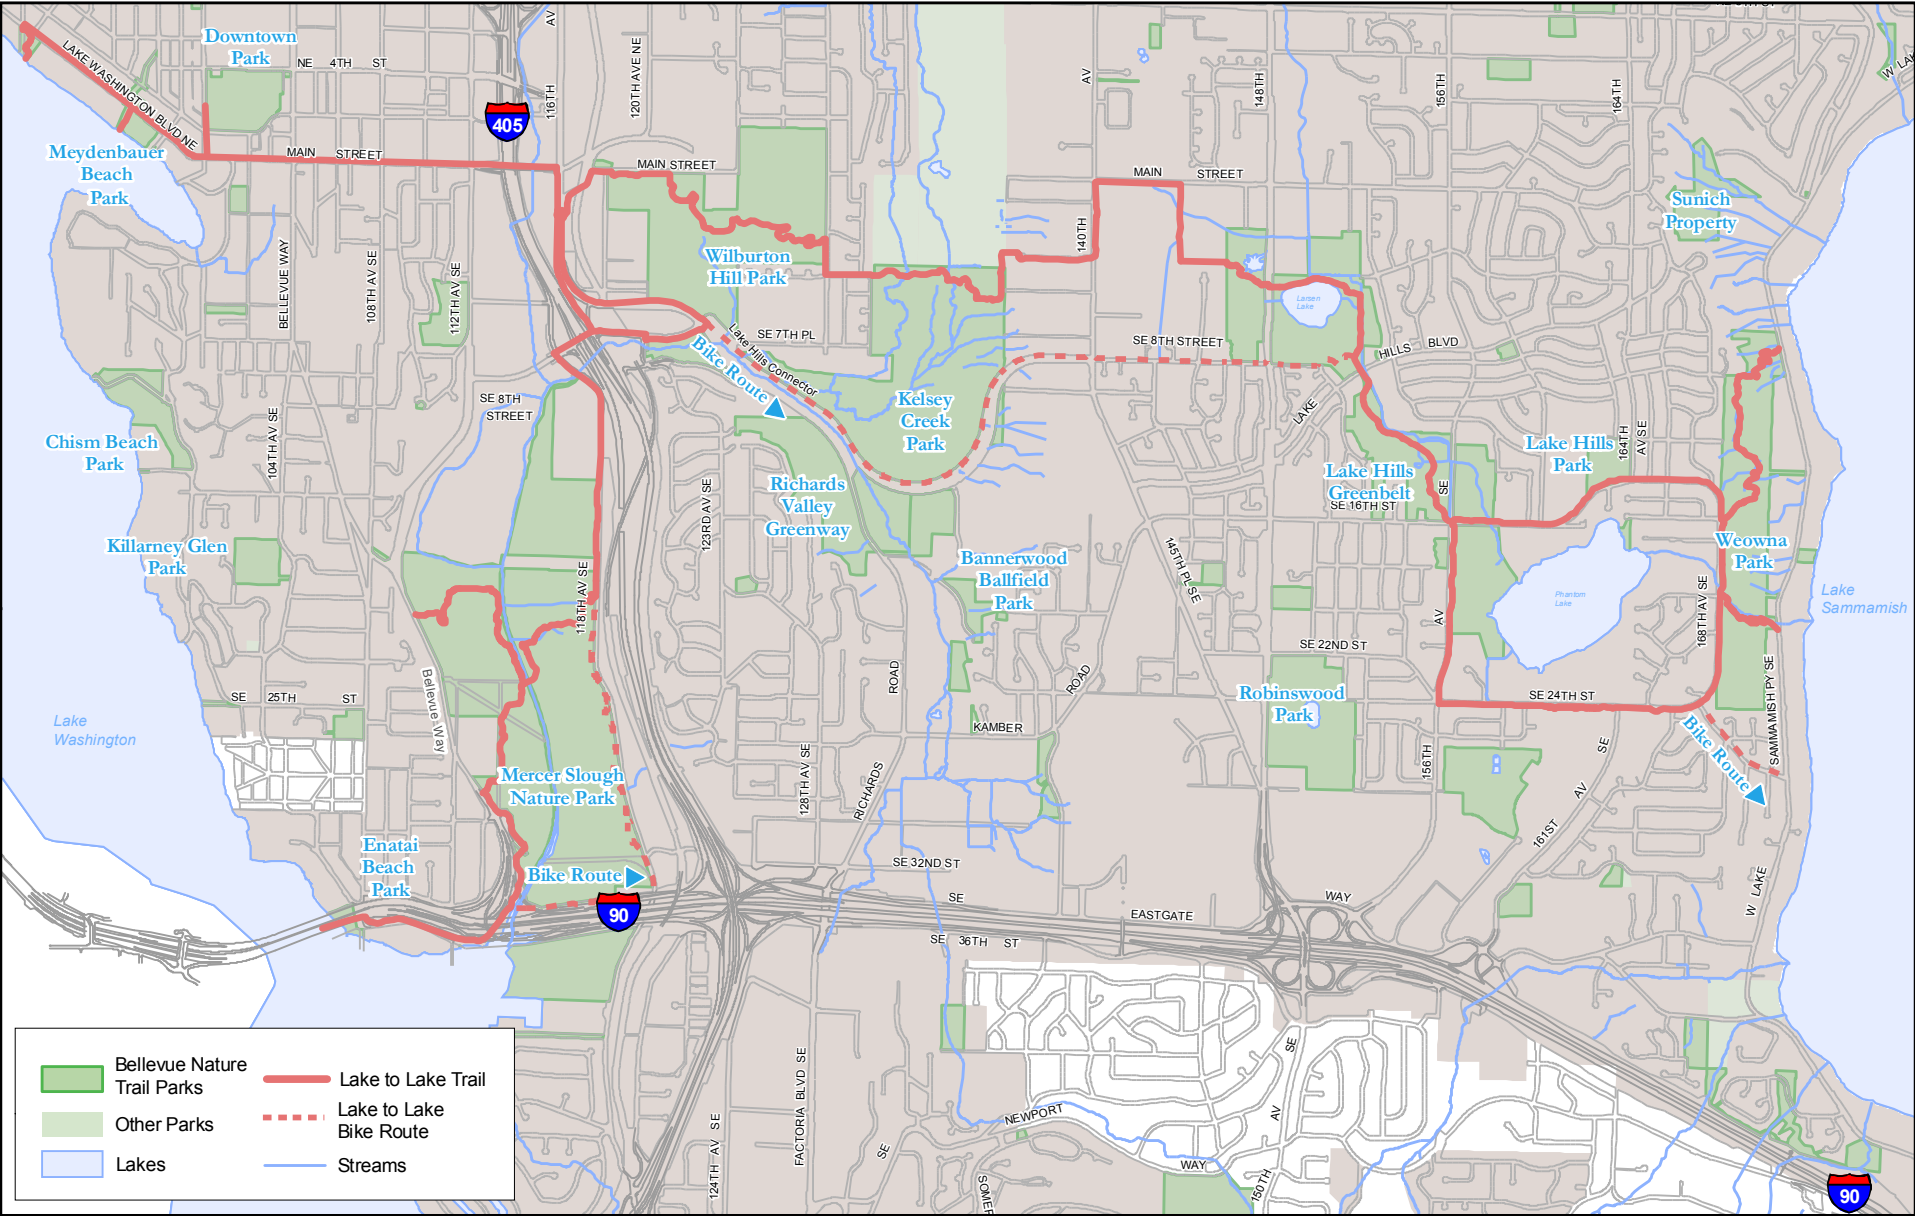 Downtown
Park
LAKE WASHINGTON BLVD NE
NE 4TH ST
116TH
AV
120TH AVE NE
405
AV
148TH
156TH
164TH
Meydenbauer
Beach
Park
MAIN STREET
MAIN STREET
MAIN STREET
Sunich
Property
BELLEVUE WAY
108TH AV SE
112TH AV SE
Wilburton
Hill Park
140TH
Larsen
Lake
SE 7TH PL
Lake Hills Connector
Bike Route
SE 8TH STREET
HILLS BLVD
LAKE
SE 8TH
STREET
Kelsey
Creek
Park
Chism Beach
Park
104TH AV SE
Lake Hills
Park
164TH
AV SE
Lake Hills
Greenbelt
SE 16TH ST
SE
Richards
Valley
Greenway
123RD AV SE
Killarney Glen
Park
Bannerwood
Ballfield
Park
145TH PL SE
Weowna
Park
118TH AV SE
Phantom
Lake
Lake
Sammamish
168TH AV SE
AV
SE 22ND ST
SE 25TH ST
Bellevue Way
ROAD
ROAD
Robinswood
Park
SE 24TH ST
SAMMAMISH PY SE
Lake
Washington
KAMBER
Bike Route
156TH
SE
AV
161ST
128TH AV SE
RICHARDS
Mercer Slough
Nature Park
Enatai
Beach
Park
Bike Route
90
SE 32ND ST
SE
EASTGATE
WAY
W LAKE
SE 36TH ST
SE
AV
150TH
NEWPORT
WAY
124TH AV SE
FACTORIA BLVD SE
SE
SOMER
90
Bellevue Nature
Trail Parks
Other Parks
Lakes
Lake to Lake Trail
Lake to Lake
Bike Route
Streams